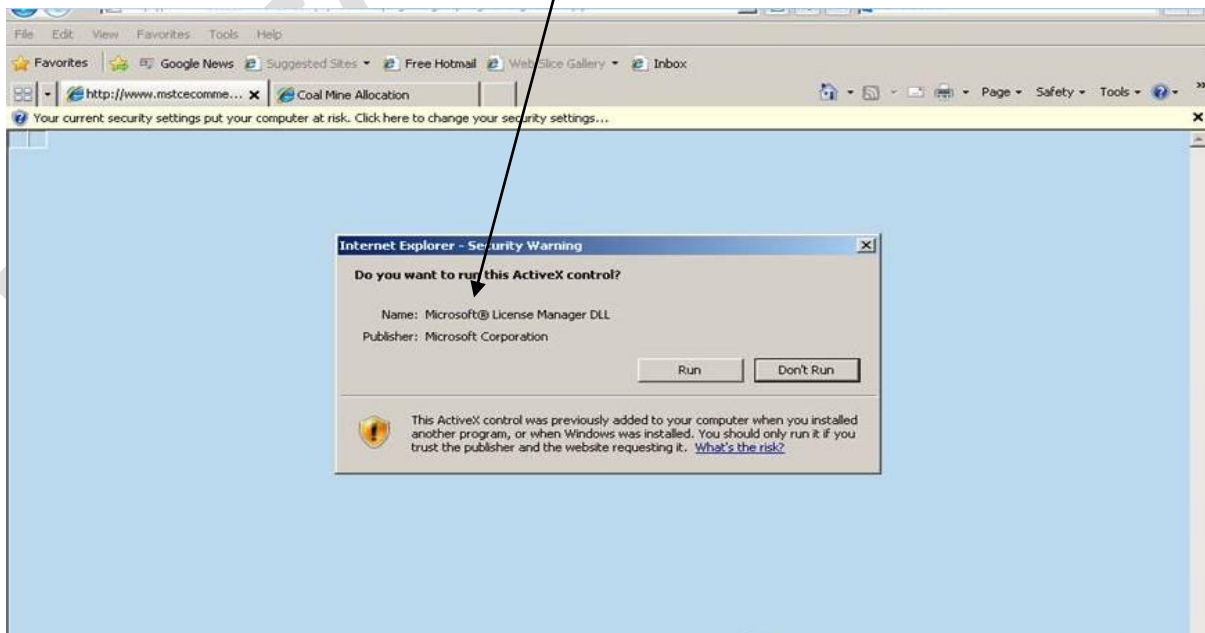 File Edit View Favorites Tools Help
Favorites Google News Suggested Sites Free Hotmail Web Slice Gallery Inbox
http://www.mstcecomme... Coal Mine Allocation Page Safety Tools
Your current security settings put your computer at risk. Click here to change your security settings...
Internet Explorer - Security Warning
Do you want to run this ActiveX control?
Name: Microsoft® License Manager DLL
Publisher: Microsoft Corporation
Run Don't Run
This ActiveX control was previously added to your computer when you installed
another program, or when Windows was installed. You should only run it if you
trust the publisher and the website requesting it. What's the risk?